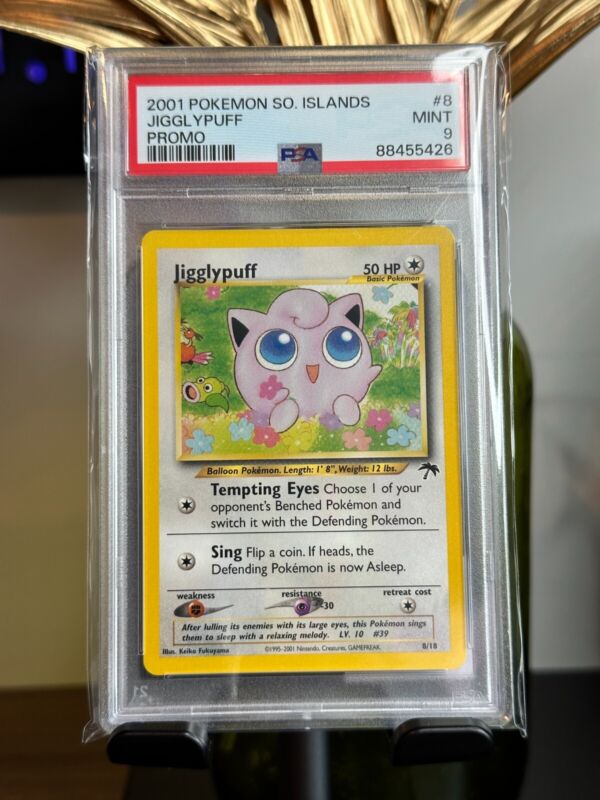 2001 POKEMON SO. ISLANDS #8
JIGGLYPUFF MINT
PROMO 9
PSA 88455426
Jigglypuff 50 HP
Basic Pokémon
Balloon Pokémon. Length: 1' 8", Weight: 12 lbs.
Tempting Eyes Choose 1 of your
opponent's Benched Pokémon and
switch it with the Defending Pokémon.
Sing Flip a coin. If heads, the
Defending Pokémon is now Asleep.
weakness resistance retreat cost
-30
After lulling its enemies with its large eyes, this Pokémon sings
them to sleep with a relaxing melody. LV. 10 #39
Illus. Keiko Fukuyama ©1995-2001 Nintendo, Creatures, GAMEFREAK. 8/18